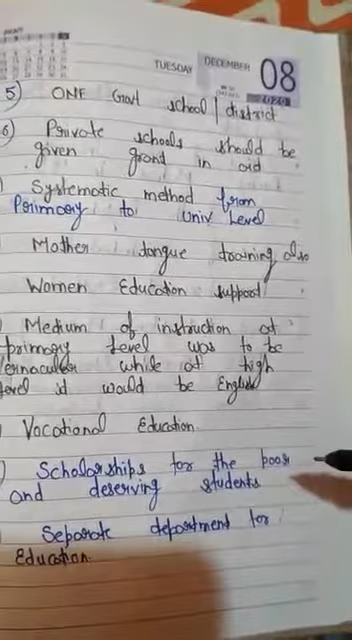 TUESDAY
DECEMBER
08
2020
5) ONE Govt school / district
6) Private schools should be
given grand in aid
Systematic method from
Perimary to Univ Level
Mother tongue training also
Women Education support
Medium of instruction at
primary level was to be
vernacular while at high
level it would be English
Vocational Education.
Scholarships for the poor
and deserving students
Separate department for
Education.